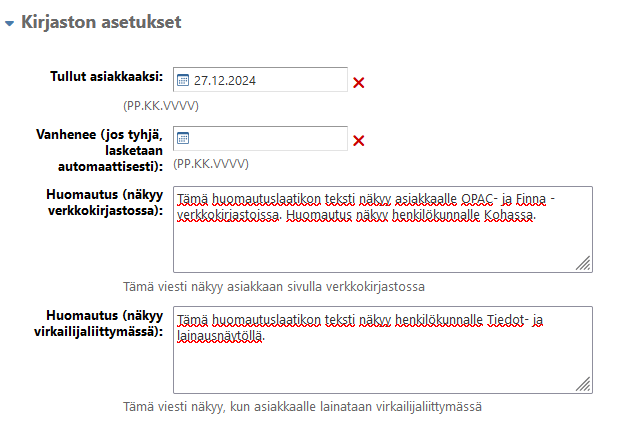 Kirjaston asetukset
Tullut asiakkaaksi: 27.12.2024
(PP.KK.VVVV)
Vanhenee (jos tyhjä,
lasketaan
automaattisesti):
(PP.KK.VVVV)
Huomautus (näkyy
verkkokirjastossa):
Tämä huomautuslaatikon teksti näkyy asiakkaalle OPAC- ja Finna -
verkkokirjastoissa. Huomautus näkyy henkilökunnalle Kohassa.
Tämä viesti näkyy asiakkaan sivulla verkkokirjastossa
Huomautus (näkyy
virkailijaliittymässä):
Tämä huomautuslaatikon teksti näkyy henkilökunnalle Tiedot- ja
lainausnäytöllä.
Tämä viesti näkyy, kun asiakkaalle lainataan virkailijaliittymässä